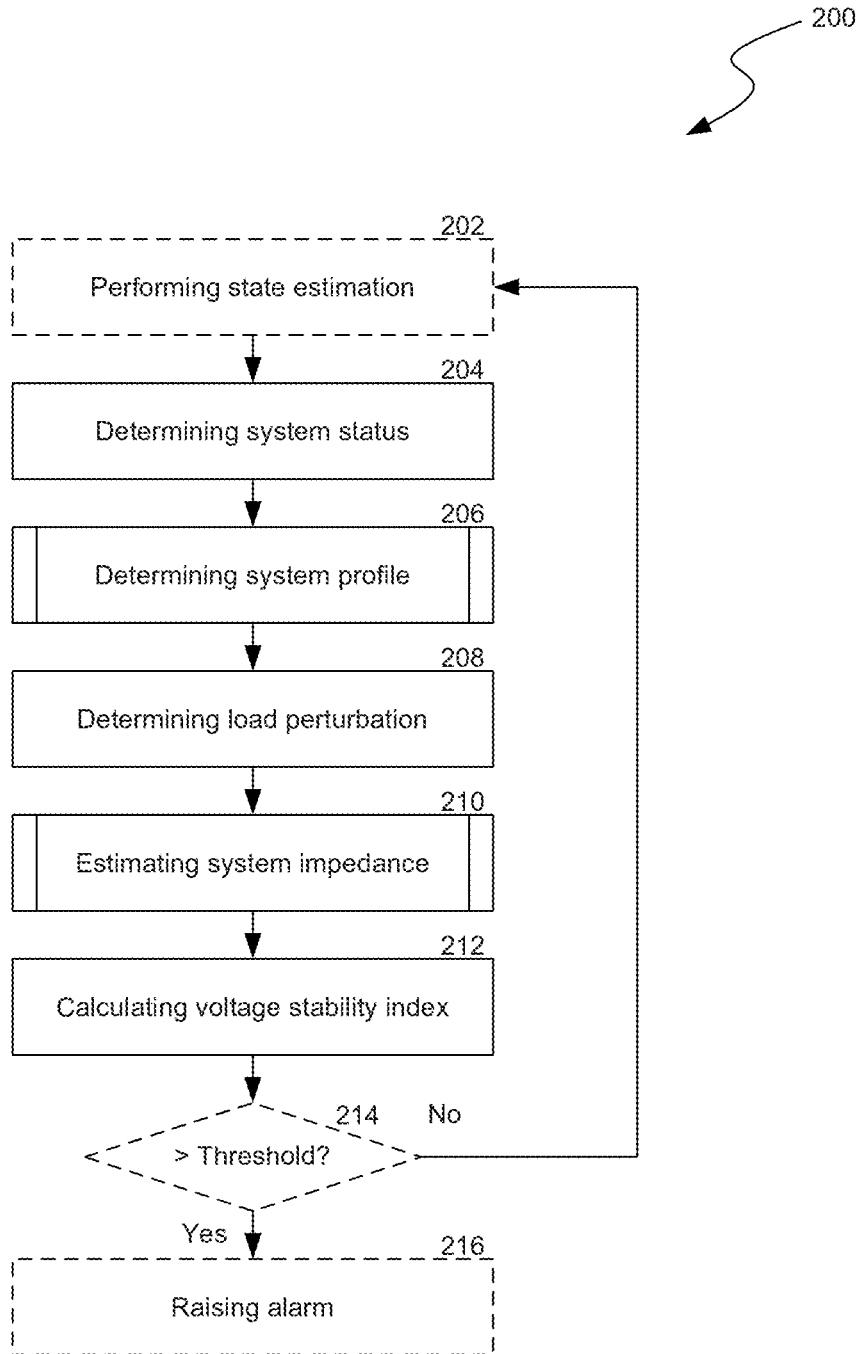 200
202
Performing state estimation
204
Determining system status
206
Determining system profile
208
Determining load perturbation
210
Estimating system impedance
212
Calculating voltage stability index
214
No
> Threshold?
Yes
216
Raising alarm